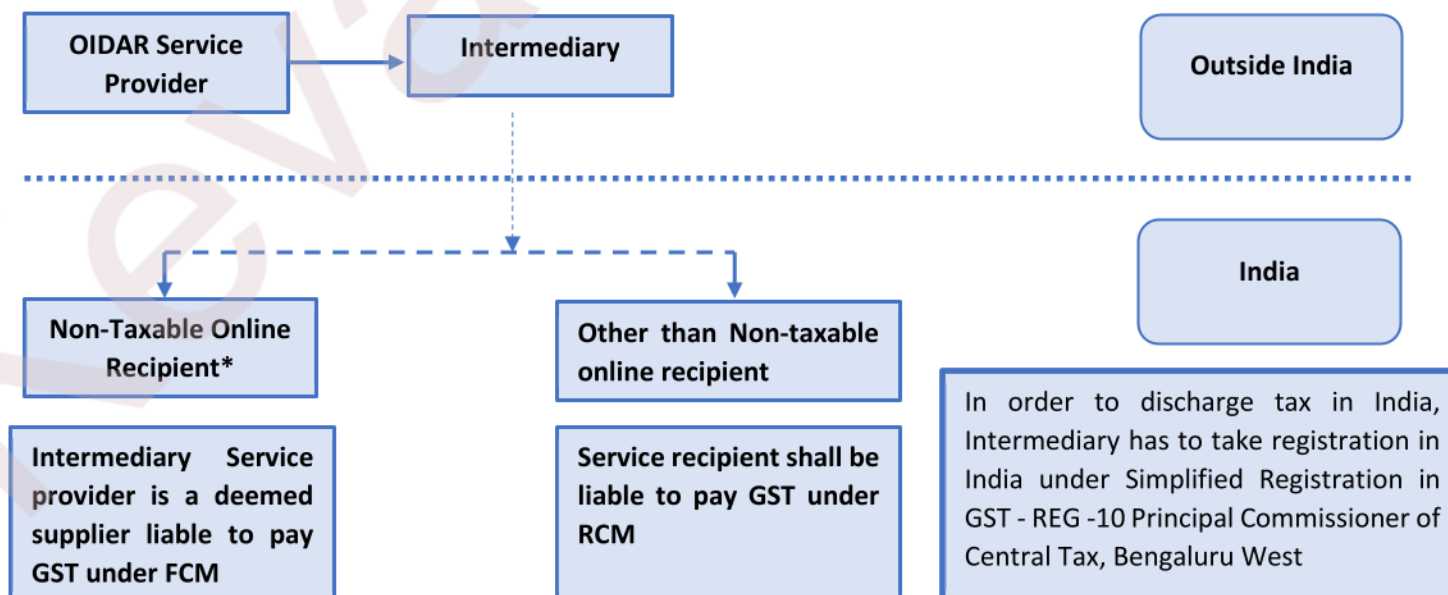 OIDAR Service
Provider
Intermediary
Outside India
India
Non-Taxable Online
Recipient*
Other than Non-taxable
online recipient
Intermediary Service
provider is a deemed
supplier liable to pay
GST under FCM
Service recipient shall be
liable to pay GST under
RCM
In order to discharge tax in India,
Intermediary has to take registration in
India under Simplified Registration in
GST - REG -10 Principal Commissioner of
Central Tax, Bengaluru West